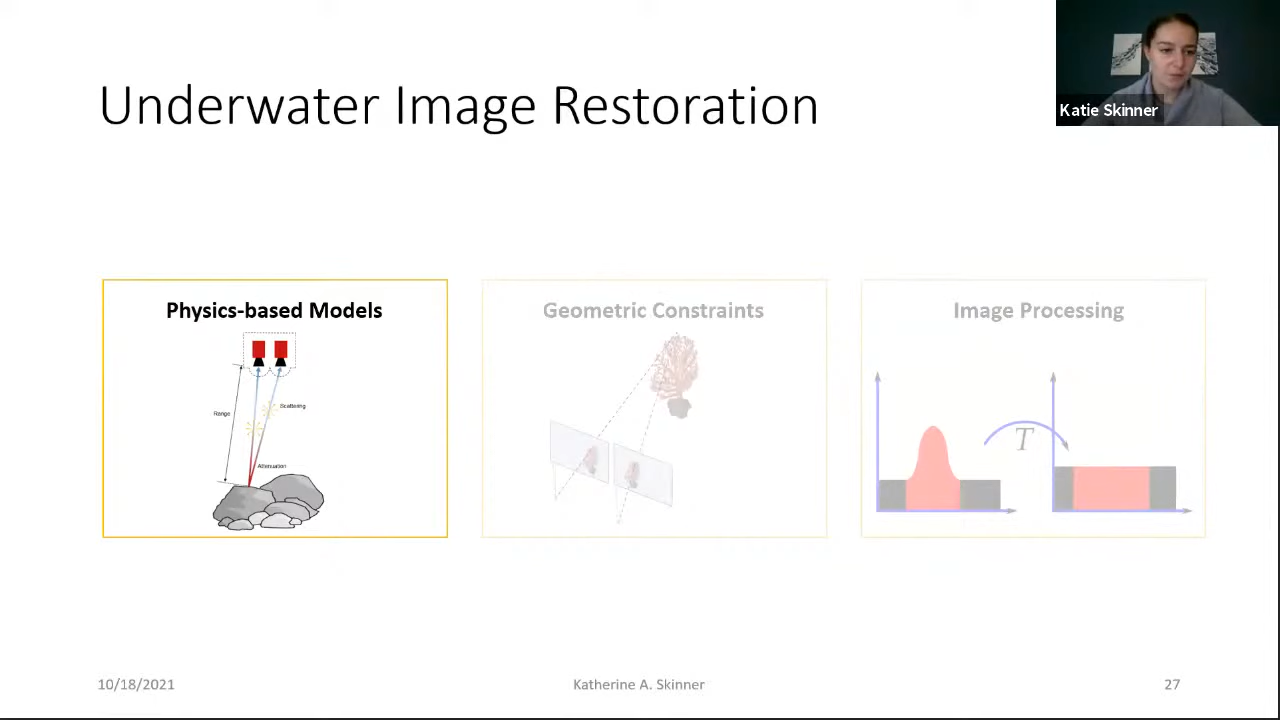 Underwater Image Restoration
Katie Skinner
Physics-based Models
Range
Scattering
Attenuation
Geometric Constraints
Image Processing
T
10/18/2021
Katherine A. Skinner
27